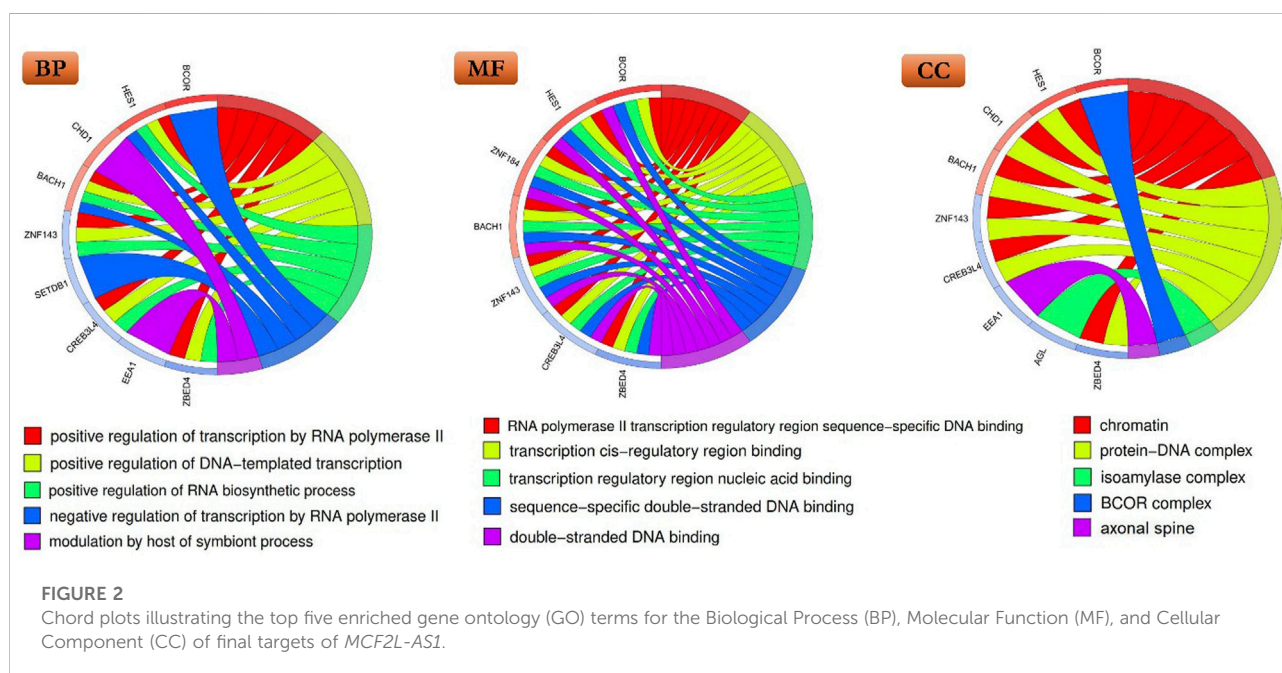 BP
BCOR
HES1
CHD1
BACH1
ZNF143
SETDB1
CREB3L4
EEA1
ZBED4
positive regulation of transcription by RNA polymerase II
positive regulation of DNA−templated transcription
positive regulation of RNA biosynthetic process
negative regulation of transcription by RNA polymerase II
modulation by host of symbiont process
MF
BCOR
HES1
ZNF184
BACH1
ZNF143
CREB3L4
ZBED4
RNA polymerase II transcription regulatory region sequence−specific DNA binding
transcription cis−regulatory region binding
transcription regulatory region nucleic acid binding
sequence−specific double−stranded DNA binding
double−stranded DNA binding
CC
BCOR
HES1
CHD1
BACH1
ZNF143
CREB3L4
EEA1
AGL
ZBED4
chromatin
protein−DNA complex
isoamylase complex
BCOR complex
axonal spine
FIGURE 2
Chord plots illustrating the top five enriched gene ontology (GO) terms for the Biological Process (BP), Molecular Function (MF), and Cellular
Component (CC) of final targets of MCF2L-AS1.